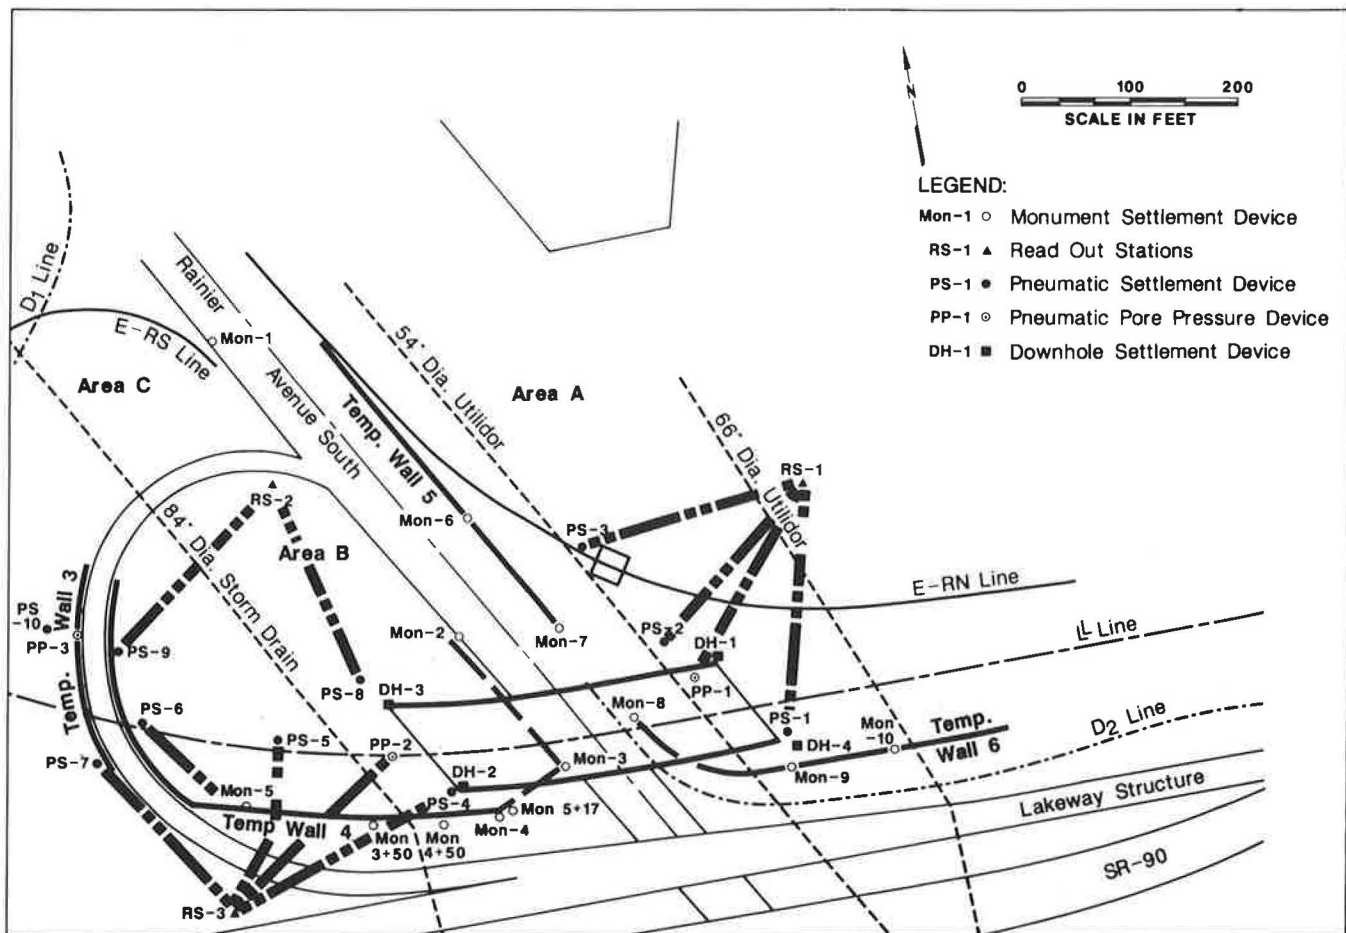 0 100 200
SCALE IN FEET
N
LEGEND:
Mon-1 Monument Settlement Device
RS-1 Read Out Stations
PS-1 Pneumatic Settlement Device
PP-1 Pneumatic Pore Pressure Device
DH-1 Downhole Settlement Device
D1 Line
E-RS Line
Mon-1
Area C
Rainier
Avenue South
Temp. Wall 5
54" Dia. Utilidor
Area A
66" Dia. Utilidor
RS-1
RS-2
84" Dia. Storm Drain
Area B
Mon-6
PS-3
E-RN Line
PS
-10
PP-3
Temp. Wall 3
PS-9
Mon-2
Mon-7
PS-2
DH-1
PP-1
LL Line
PS-8
DH-3
PS-6
PS-5
PP-2
Mon-8
PS-1
DH-4
Mon
-10
Temp.
Wall 6
D2 Line
PS-7
Mon-5
DH-2
PS-4
Mon-3
Mon-9
Temp Wall 4
Mon
3+50
Mon
4+50
Mon-4
Mon 5+17
Lakeway Structure
SR-90
RS-3